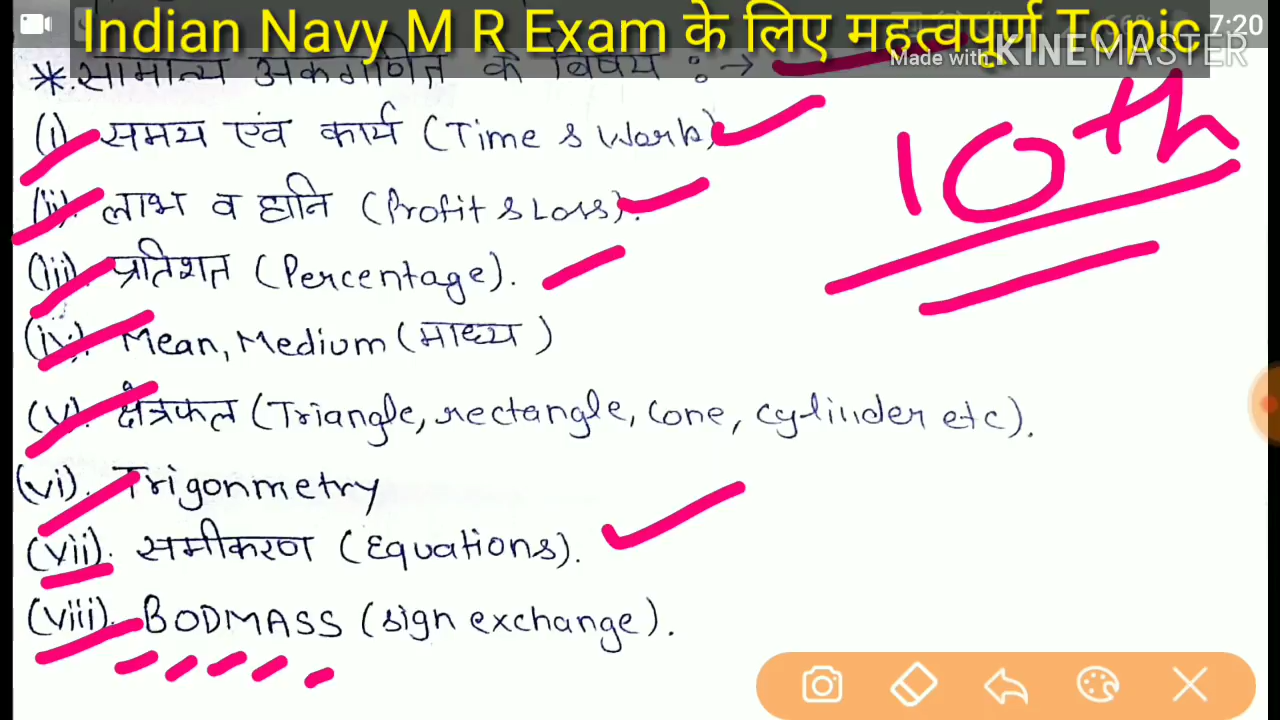 Indian Navy M R Exam के लिए महत्वपूर्ण Topic
7:20
Made with KINEMASTER
*. सामान्य अंकगणित के विषय :→
10th
(i). समय एंव कार्य (Time & Work)
(ii). लाभ व हानि (Profit & Loss).
(iii). प्रतिशत (Percentage).
(iv). Mean, Medium (माध्य)
(v). क्षेत्रफल (Triangle, rectangle, cone, cylinder etc).
(vi). Trigonmetry
(vii). समीकरण (Equations).
(viii). BODMASS (sign exchange).